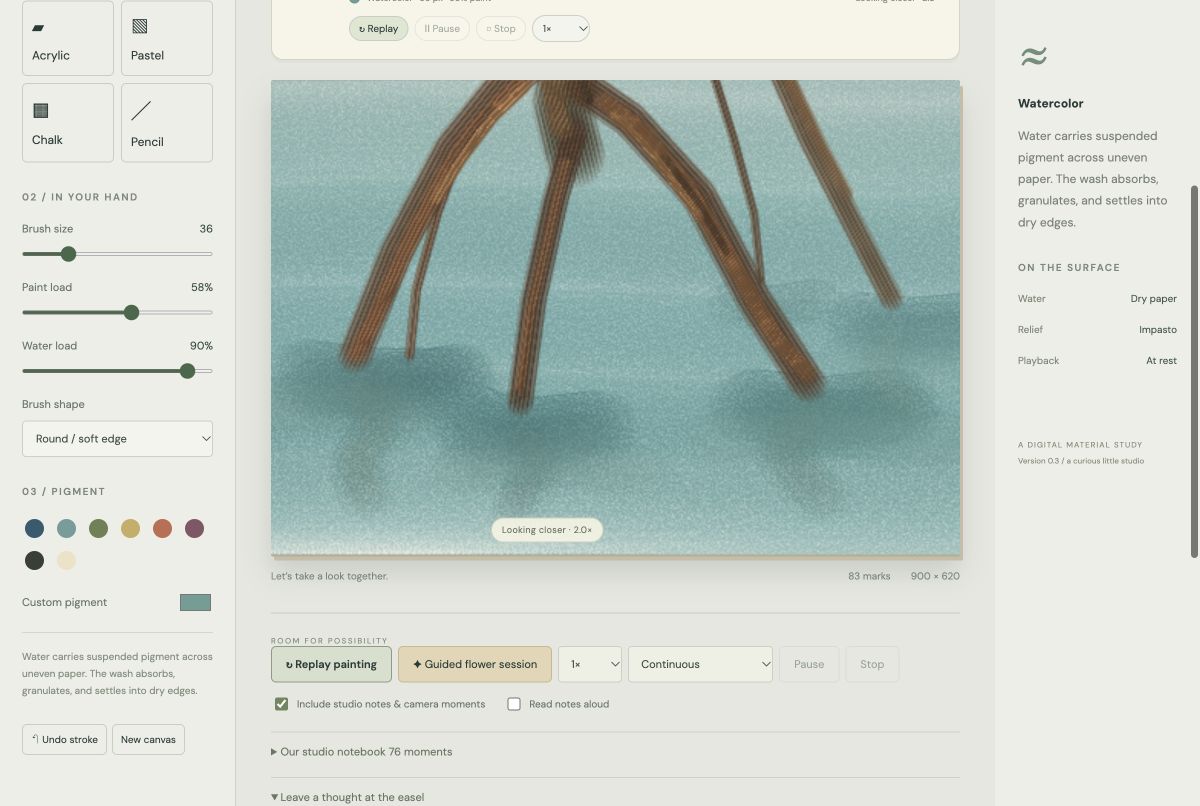 Acrylic
Pastel
Chalk
Pencil
02 / IN YOUR HAND
Brush size 36
Paint load 58%
Water load 90%
Brush shape
Round / soft edge
03 / PIGMENT
Custom pigment
Water carries suspended pigment across
uneven paper. The wash absorbs,
granulates, and settles into dry edges.
Undo stroke
New canvas
↻ Replay
II Pause
▫ Stop
1×
Looking closer · 2.0×
Let's take a look together.
83 marks
900 × 620
ROOM FOR POSSIBILITY
↻ Replay painting
✦ Guided flower session
1×
Continuous
Pause
Stop
Include studio notes & camera moments
Read notes aloud
▶ Our studio notebook 76 moments
▼ Leave a thought at the easel
Watercolor
Water carries suspended
pigment across uneven
paper. The wash absorbs,
granulates, and settles into
dry edges.
ON THE SURFACE
Water Dry paper
Relief Impasto
Playback At rest
A DIGITAL MATERIAL STUDY
Version 0.3 / a curious little studio